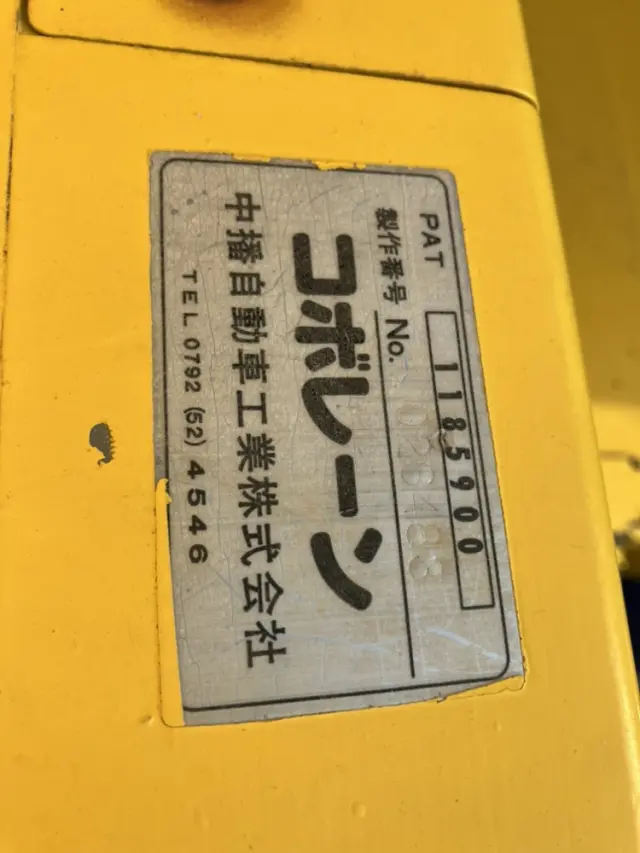 PAT 1185900
製作番号 No. 028483
コボレーン
中播自動車工業株式会社
TEL 0792 (52) 4546